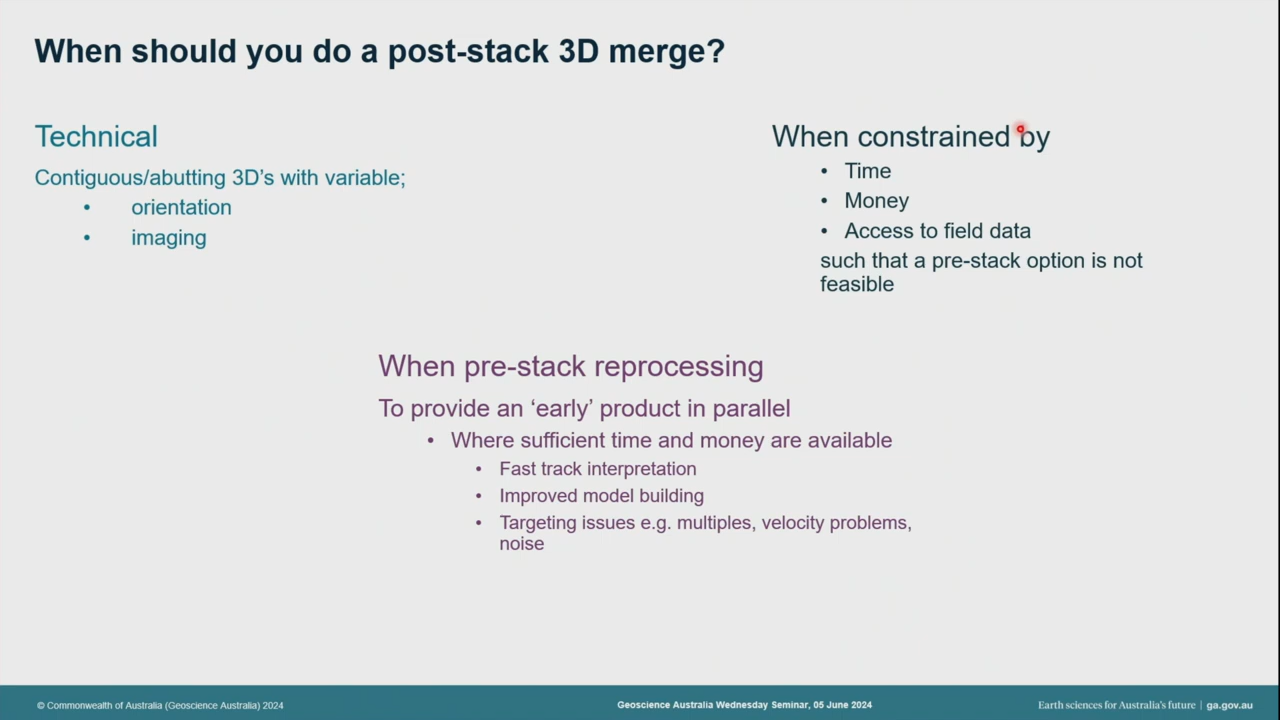 When should you do a post-stack 3D merge?
Technical
Contiguous/abutting 3D's with variable;
• orientation
• imaging
When constrained by
• Time
• Money
• Access to field data
such that a pre-stack option is not
feasible
When pre-stack reprocessing
To provide an ‘early’ product in parallel
• Where sufficient time and money are available
• Fast track interpretation
• Improved model building
• Targeting issues e.g. multiples, velocity problems,
noise
© Commonwealth of Australia (Geoscience Australia) 2024
Geoscience Australia Wednesday Seminar, 05 June 2024
Earth sciences for Australia's future | ga.gov.au